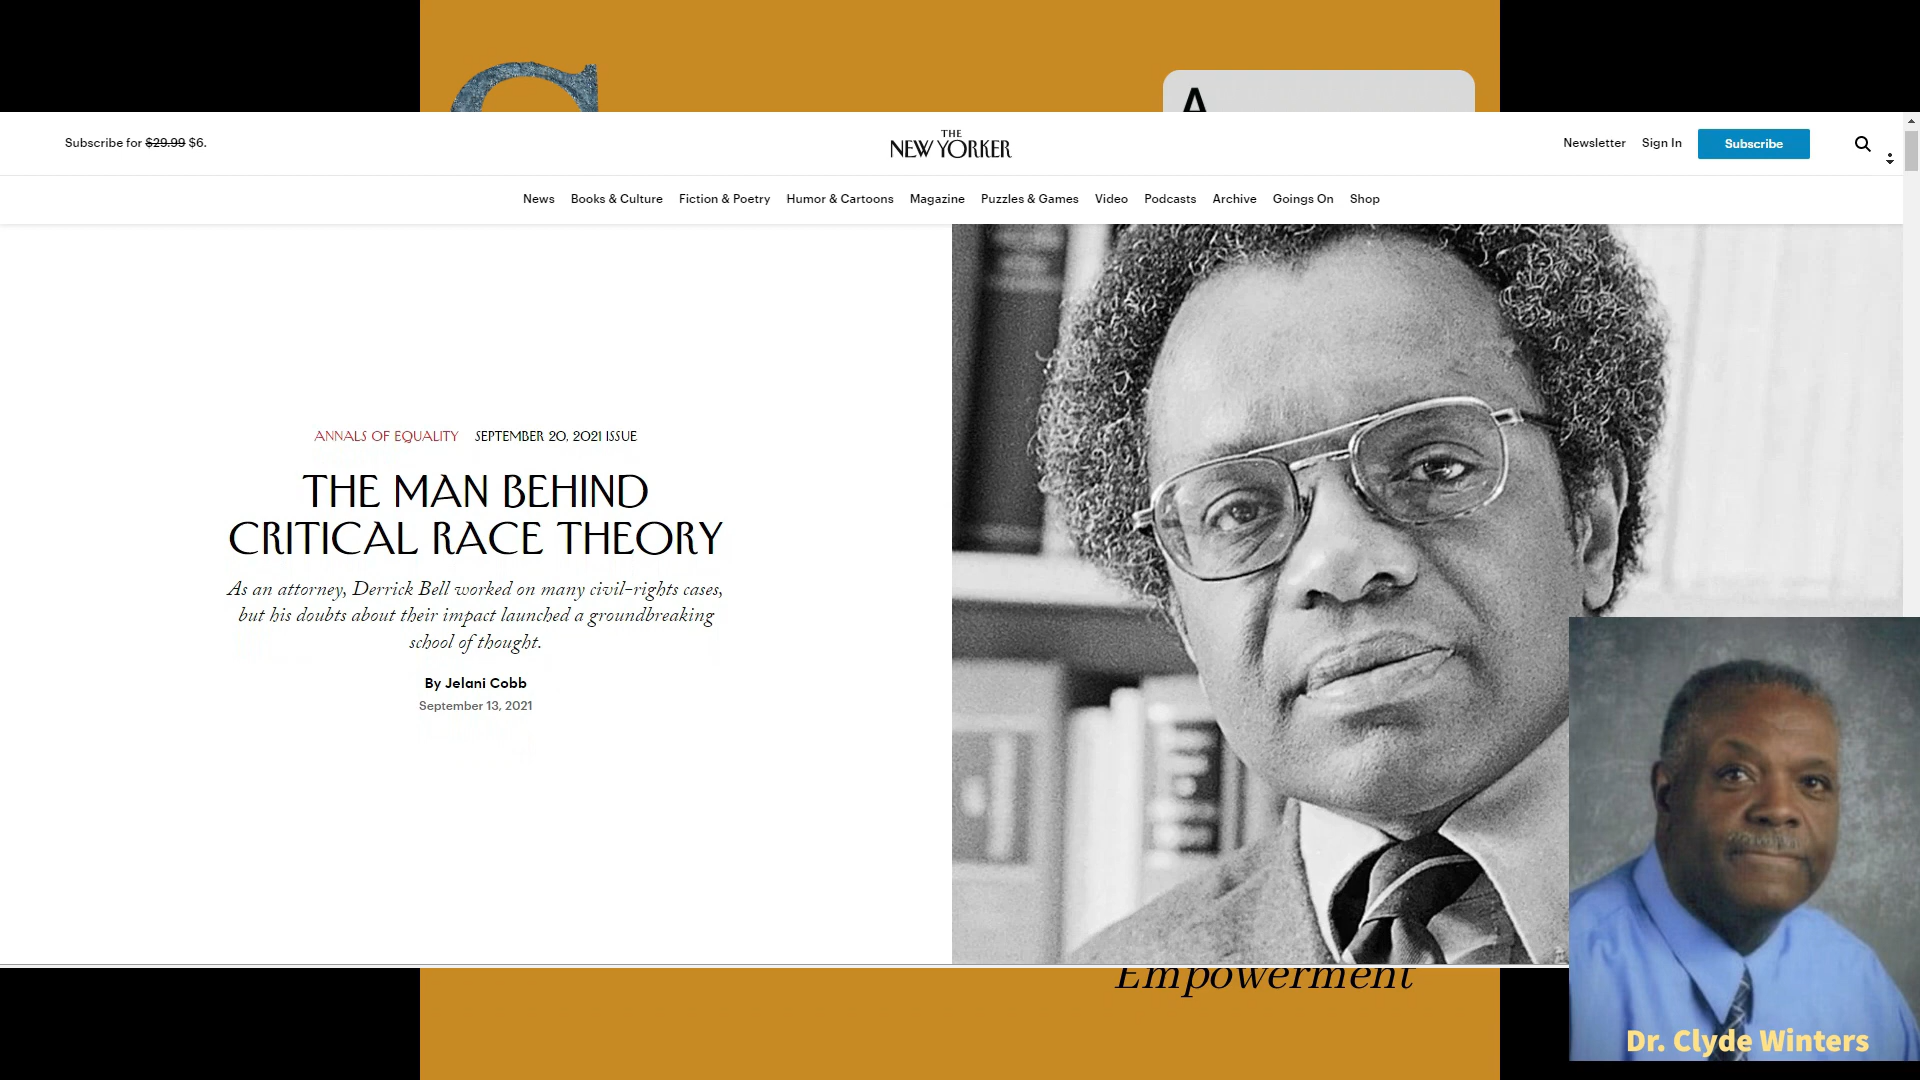 A
Subscribe for $29.99 $6.
THE
NEW YORKER
Newsletter
Sign In
Subscribe
News
Books & Culture
Fiction & Poetry
Humor & Cartoons
Magazine
Puzzles & Games
Video
Podcasts
Archive
Goings On
Shop
ANNALS OF EQUALITY
SEPTEMBER 20, 2021 ISSUE
THE MAN BEHIND
CRITICAL RACE THEORY
As an attorney, Derrick Bell worked on many civil-rights cases,
but his doubts about their impact launched a groundbreaking
school of thought.
By Jelani Cobb
September 13, 2021
Empowerment
Dr. Clyde Winters